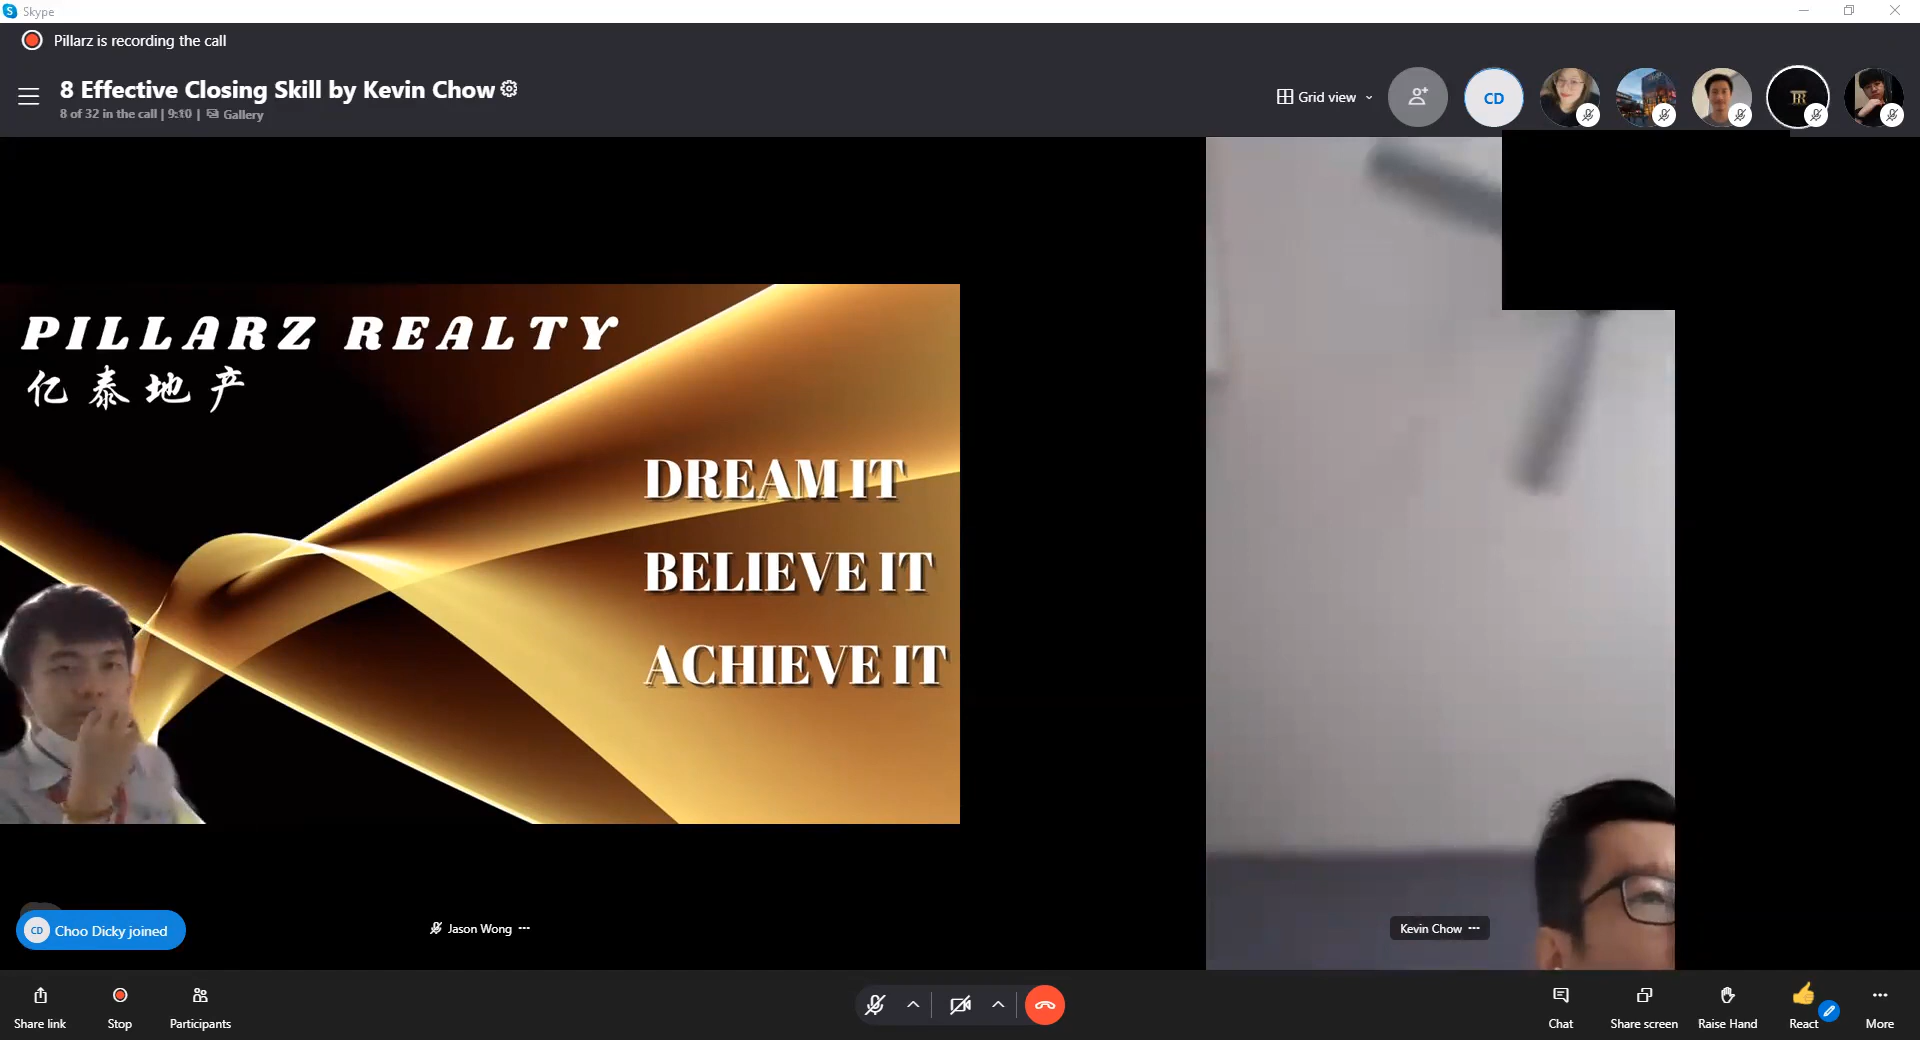 Skype
Pillarz is recording the call
8 Effective Closing Skill by Kevin Chow
8 of 32 in the call | 9:10 | Gallery
Grid view
CD
PILLARZ REALTY
亿泰地产
DREAM IT
BELIEVE IT
ACHIEVE IT
CD Choo Dicky joined
Jason Wong
Kevin Chow
Share link
Stop
Participants
Chat
Share screen
Raise Hand
React
More